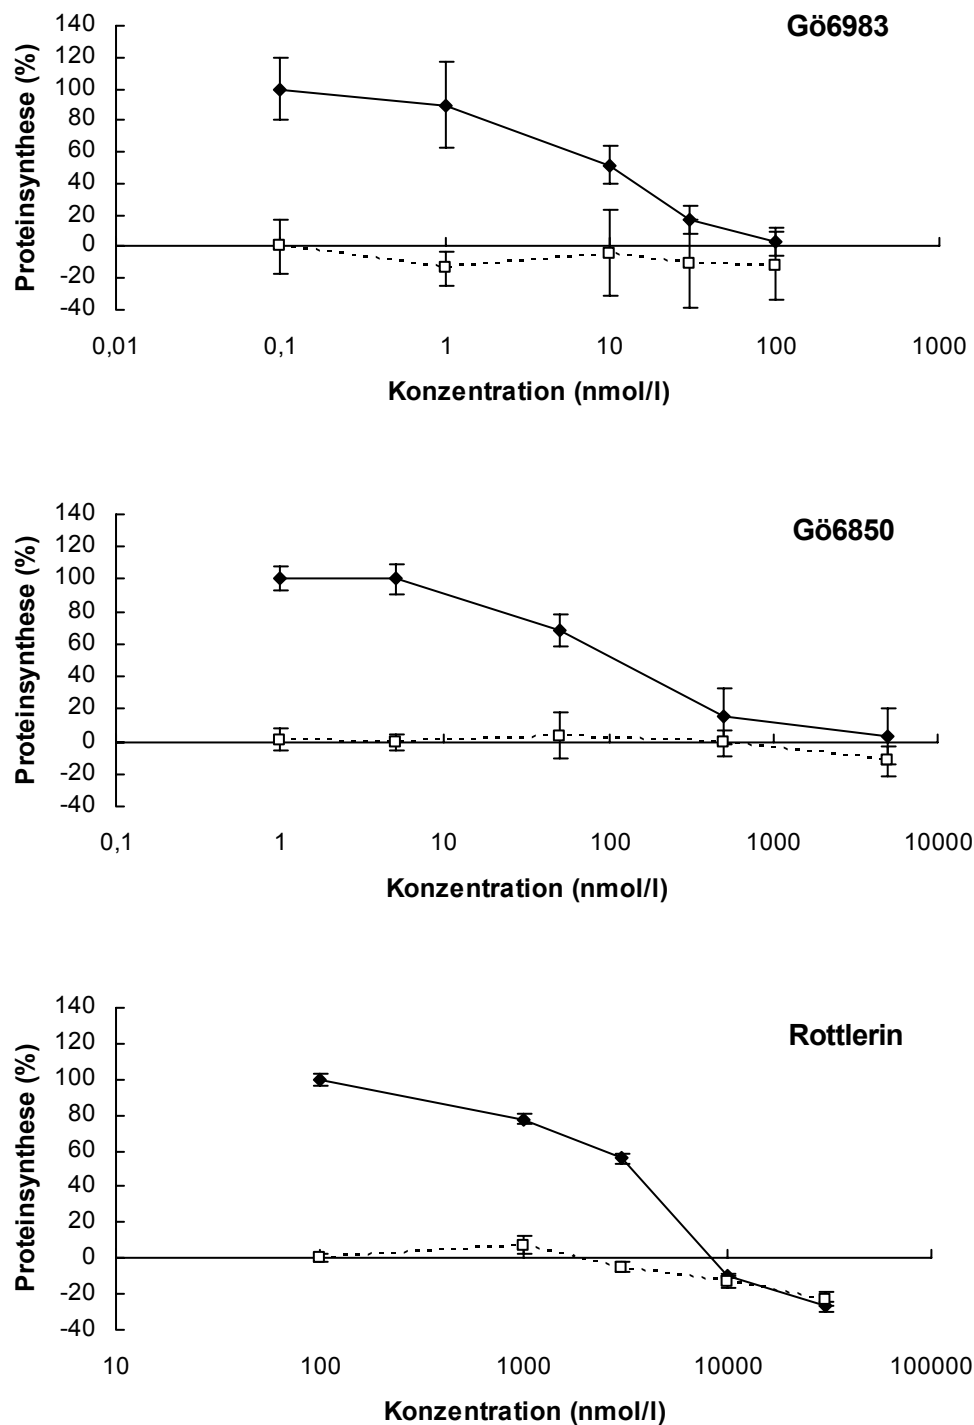 Gö6983
Proteinsynthese (%)
140
120
100
80
60
40
20
0
-20
-40
0,01 0,1 1 10 100 1000
Konzentration (nmol/l)
Gö6850
Proteinsynthese (%)
140
120
100
80
60
40
20
0
-20
-40
0,1 1 10 100 1000 10000
Konzentration (nmol/l)
Rottlerin
Proteinsynthese (%)
140
120
100
80
60
40
20
0
-20
-40
10 100 1000 10000 100000
Konzentration (nmol/l)